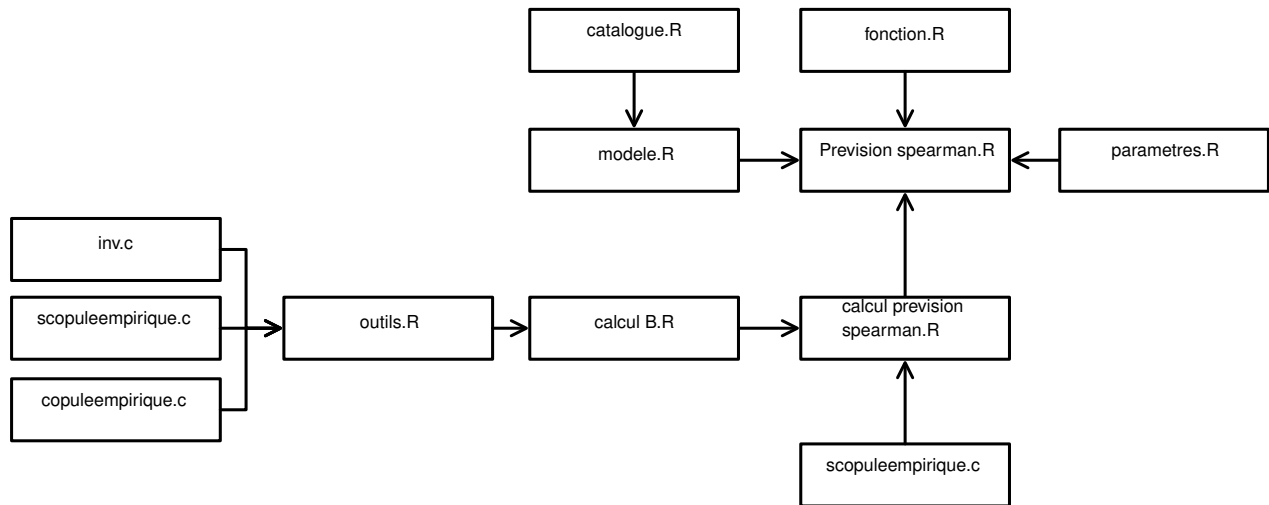 catalogue.R
fonction.R
modele.R
Prevision spearman.R
parametres.R
inv.c
scopuleempirique.c
outils.R
calcul B.R
calcul prevision
spearman.R
copuleempirique.c
scopuleempirique.c